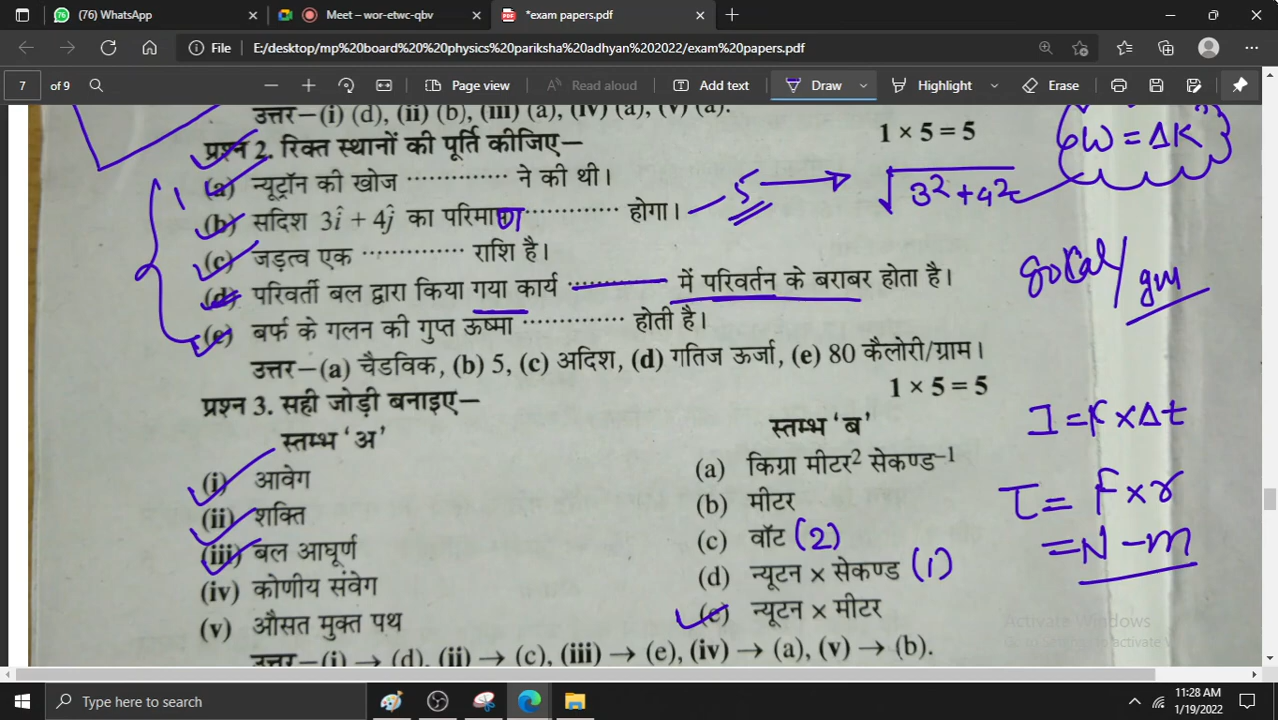 (76) WhatsApp
Meet – wor-etwc-qbv
*exam papers.pdf
File E:/desktop/mp%20board%20%20physics%20pariksha%20adhyan%202022/exam%20papers.pdf
7 of 9 Page view Read aloud Add text Draw Highlight Erase
उत्तर–(i) (d), (ii) (b), (iii) (a), (iv) (a), (v) (a).
प्रश्न 2. रिक्त स्थानों की पूर्ति कीजिए– 1 × 5 = 5
(a) न्यूट्रॉन की खोज ............... ने की थी।
(b) सदिश 3î + 4ĵ का परिमाण ............... होगा।
(c) जड़त्व एक ............... राशि है।
(d) परिवर्ती बल द्वारा किया गया कार्य ............... में परिवर्तन के बराबर होता है।
(e) बर्फ के गलन की गुप्त ऊष्मा ............... होती है।
उत्तर–(a) चैडविक, (b) 5, (c) अदिश, (d) गतिज ऊर्जा, (e) 80 कैलोरी/ग्राम।
1 × 5 = 5
प्रश्न 3. सही जोड़ी बनाइए–
स्तम्भ ‘अ’ स्तम्भ ‘ब’
(i) आवेग (a) किग्रा मीटर² सेकण्ड⁻¹
(ii) शक्ति (b) मीटर
(iii) बल आघूर्ण (c) वॉट (2)
(iv) कोणीय संवेग (d) न्यूटन × सेकण्ड (1)
(v) औसत मुक्त पथ (e) न्यूटन × मीटर
उत्तर–(i) → (d), (ii) → (c), (iii) → (e), (iv) → (a), (v) → (b).
W = ΔK
5 → √3² + 4²
80 Cal/gm
I = F × Δt
τ = F × r
= N – m
Activate Windows
Type here to search
11:28 AM
1/19/2022